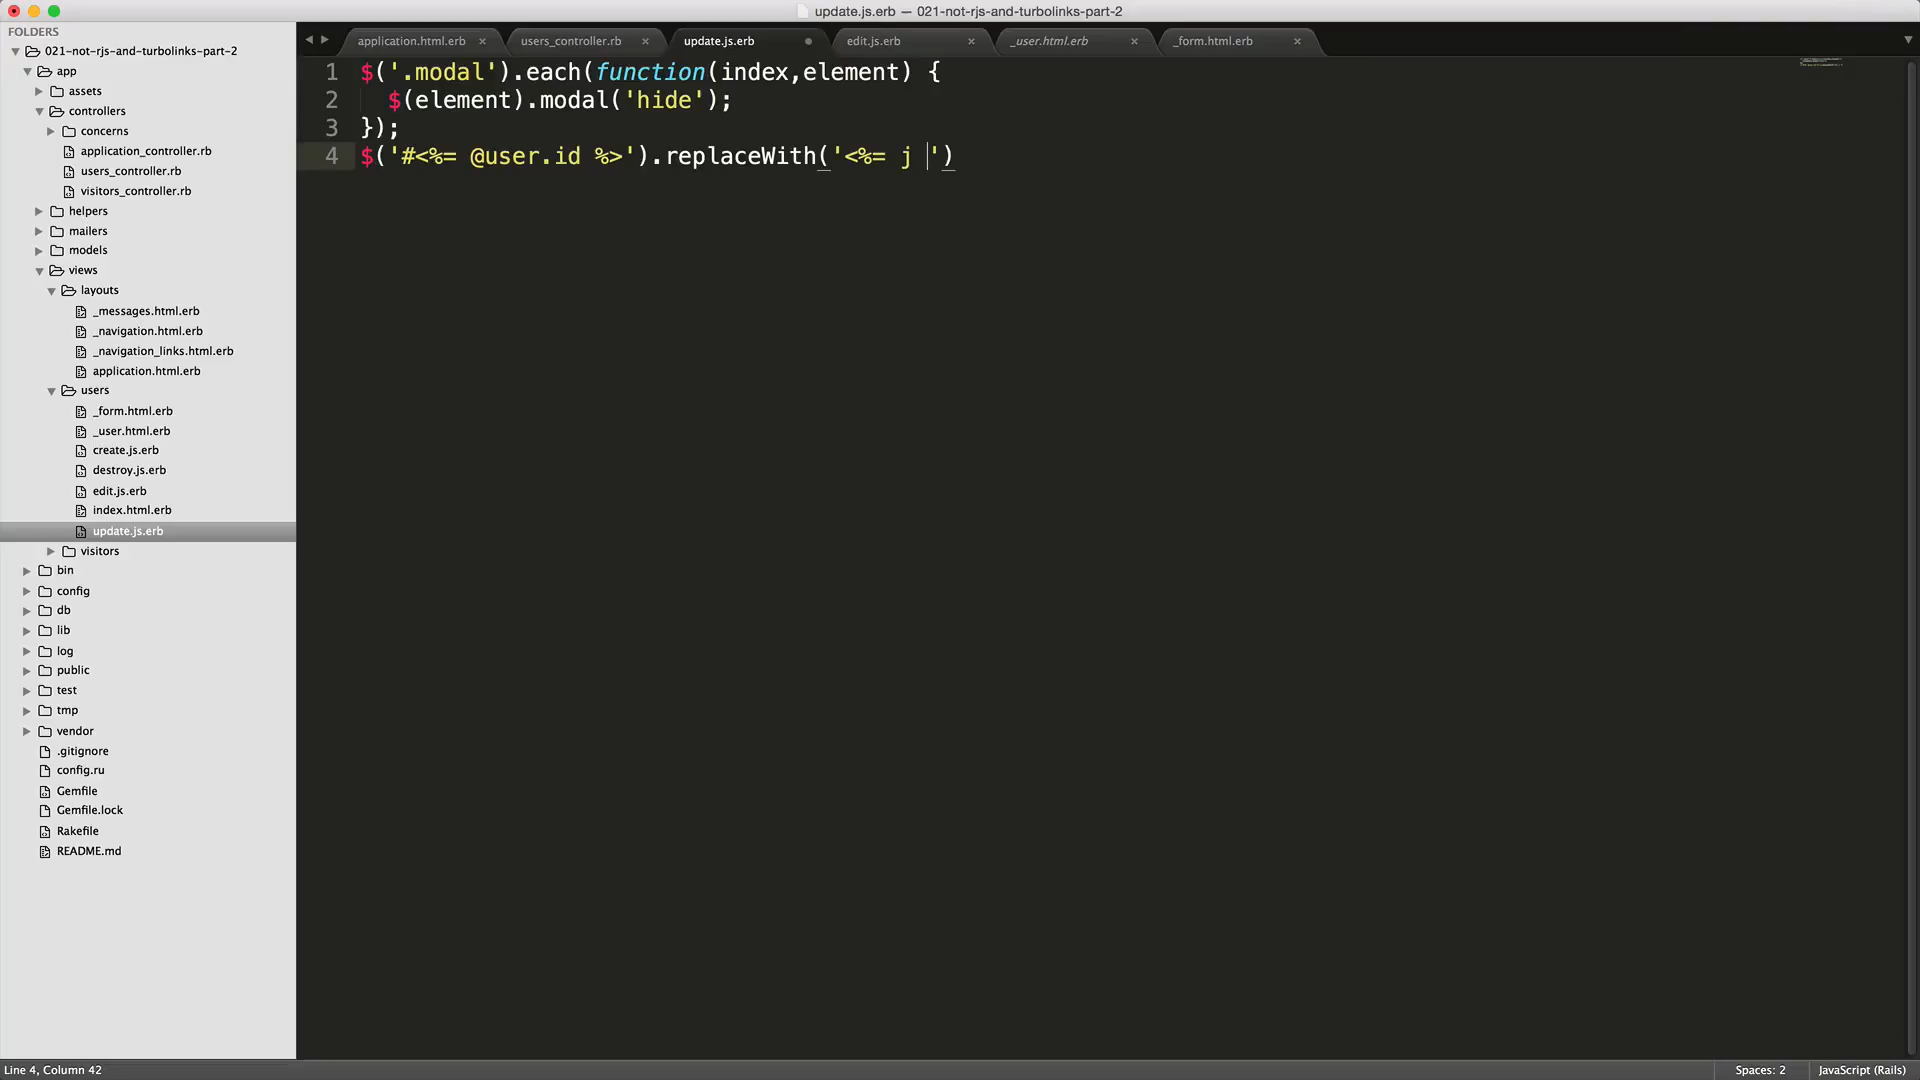 update.js.erb — 021-not-rjs-and-turbolinks-part-2
FOLDERS
021-not-rjs-and-turbolinks-part-2
app
assets
controllers
concerns
application_controller.rb
users_controller.rb
visitors_controller.rb
helpers
mailers
models
views
layouts
_messages.html.erb
_navigation.html.erb
_navigation_links.html.erb
application.html.erb
users
_form.html.erb
_user.html.erb
create.js.erb
destroy.js.erb
edit.js.erb
index.html.erb
update.js.erb
visitors
bin
config
db
lib
log
public
test
tmp
vendor
.gitignore
config.ru
Gemfile
Gemfile.lock
Rakefile
README.md
application.html.erb × users_controller.rb × update.js.erb edit.js.erb × _user.html.erb × _form.html.erb ×
1 $('.modal').each(function(index,element) {
2 $(element).modal('hide');
3 });
4 $('#<%= @user.id %>').replaceWith('<%= j ')
Line 4, Column 42 Spaces: 2 JavaScript (Rails)